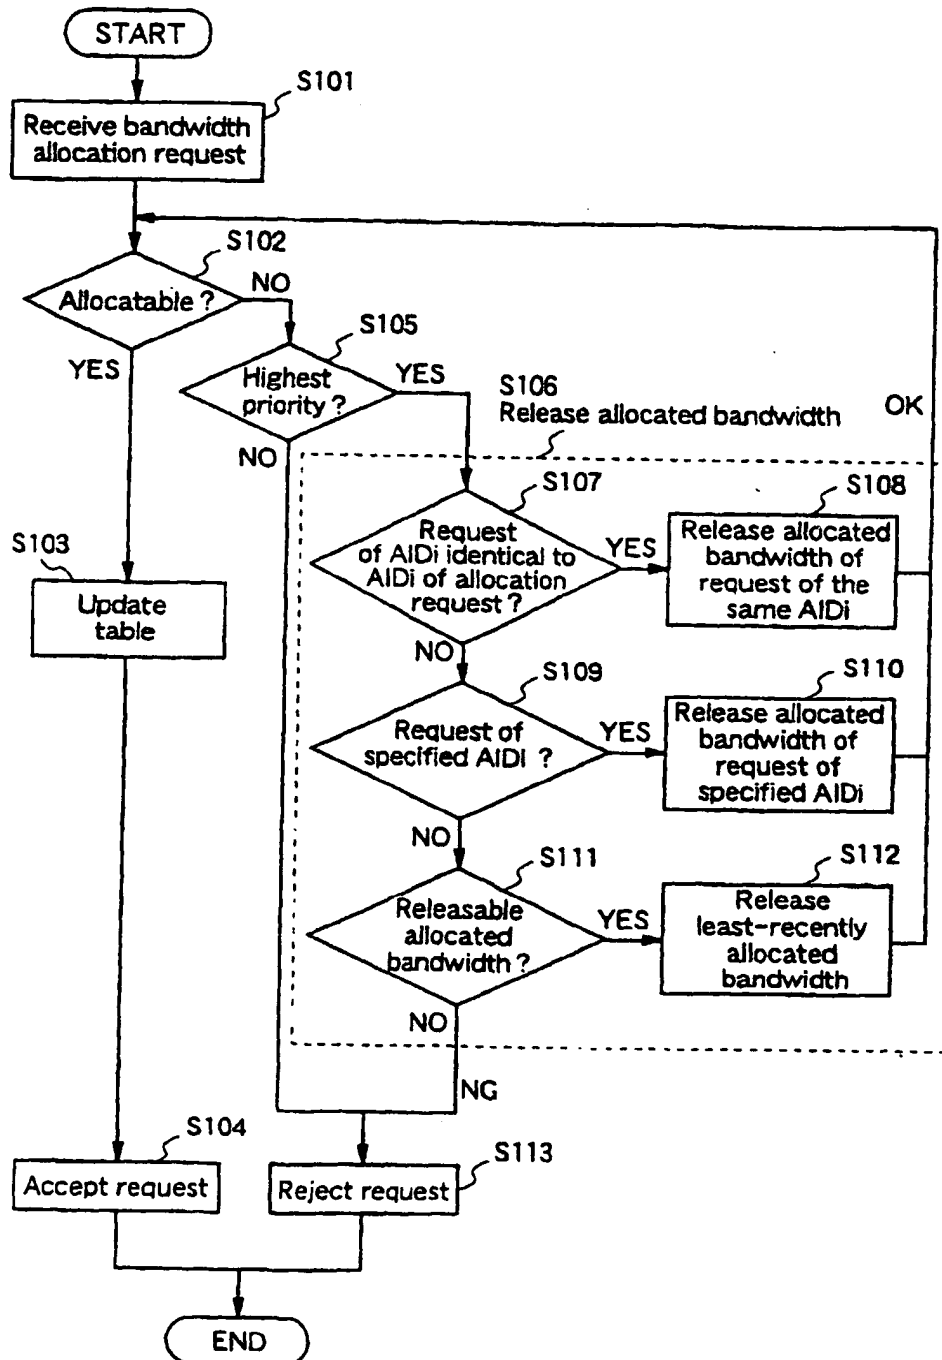 START
S101
Receive bandwidth
allocation request
S102
Allocatable ?
NO
YES
S105
Highest
priority ?
YES
NO
S106
Release allocated bandwidth
OK
S107
Request
of AIDi identical to
AIDi of allocation
request ?
YES
NO
S108
Release allocated
bandwidth of
request of the
same AIDi
S103
Update
table
S109
Request of
specified AIDi ?
YES
NO
S110
Release allocated
bandwidth of
request of
specified AIDi
S111
Releasable
allocated
bandwidth ?
YES
NO
S112
Release
least-recently
allocated
bandwidth
NG
S104
Accept request
S113
Reject request
END